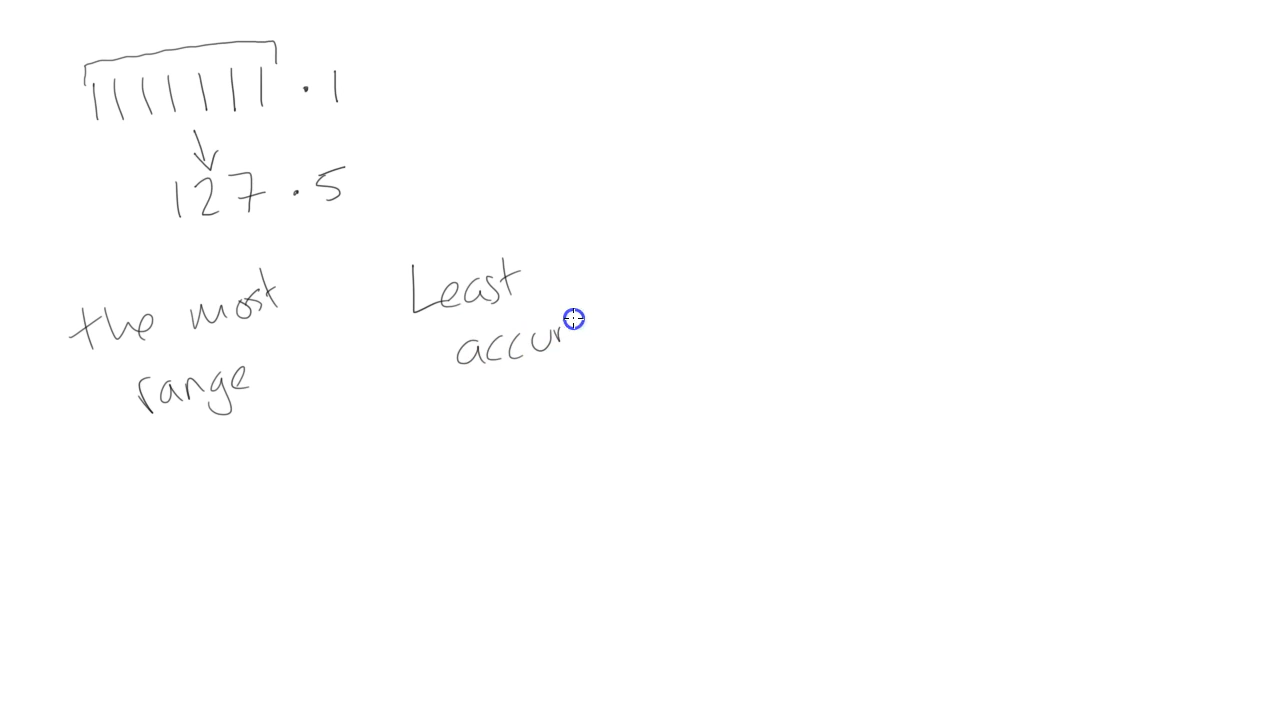 1111111 . 1
127 . 5
the most
range
Least
accur